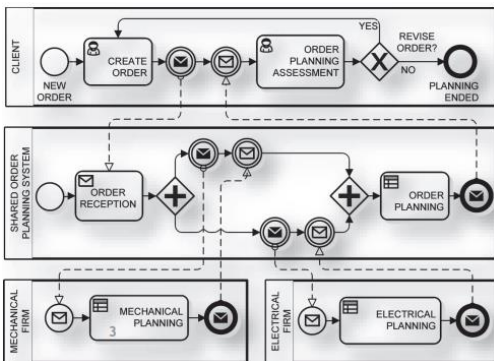 CLIENT
NEW
ORDER
CREATE
ORDER
ORDER
PLANNING
ASSESSMENT
YES
REVISE
ORDER?
X
NO
PLANNING
ENDED
SHARED ORDER
PLANNING SYSTEM
ORDER
RECEPTION
ORDER
PLANNING
MECHANICAL
FIRM
MECHANICAL
PLANNING
3
ELECTRICAL
FIRM
ELECTRICAL
PLANNING